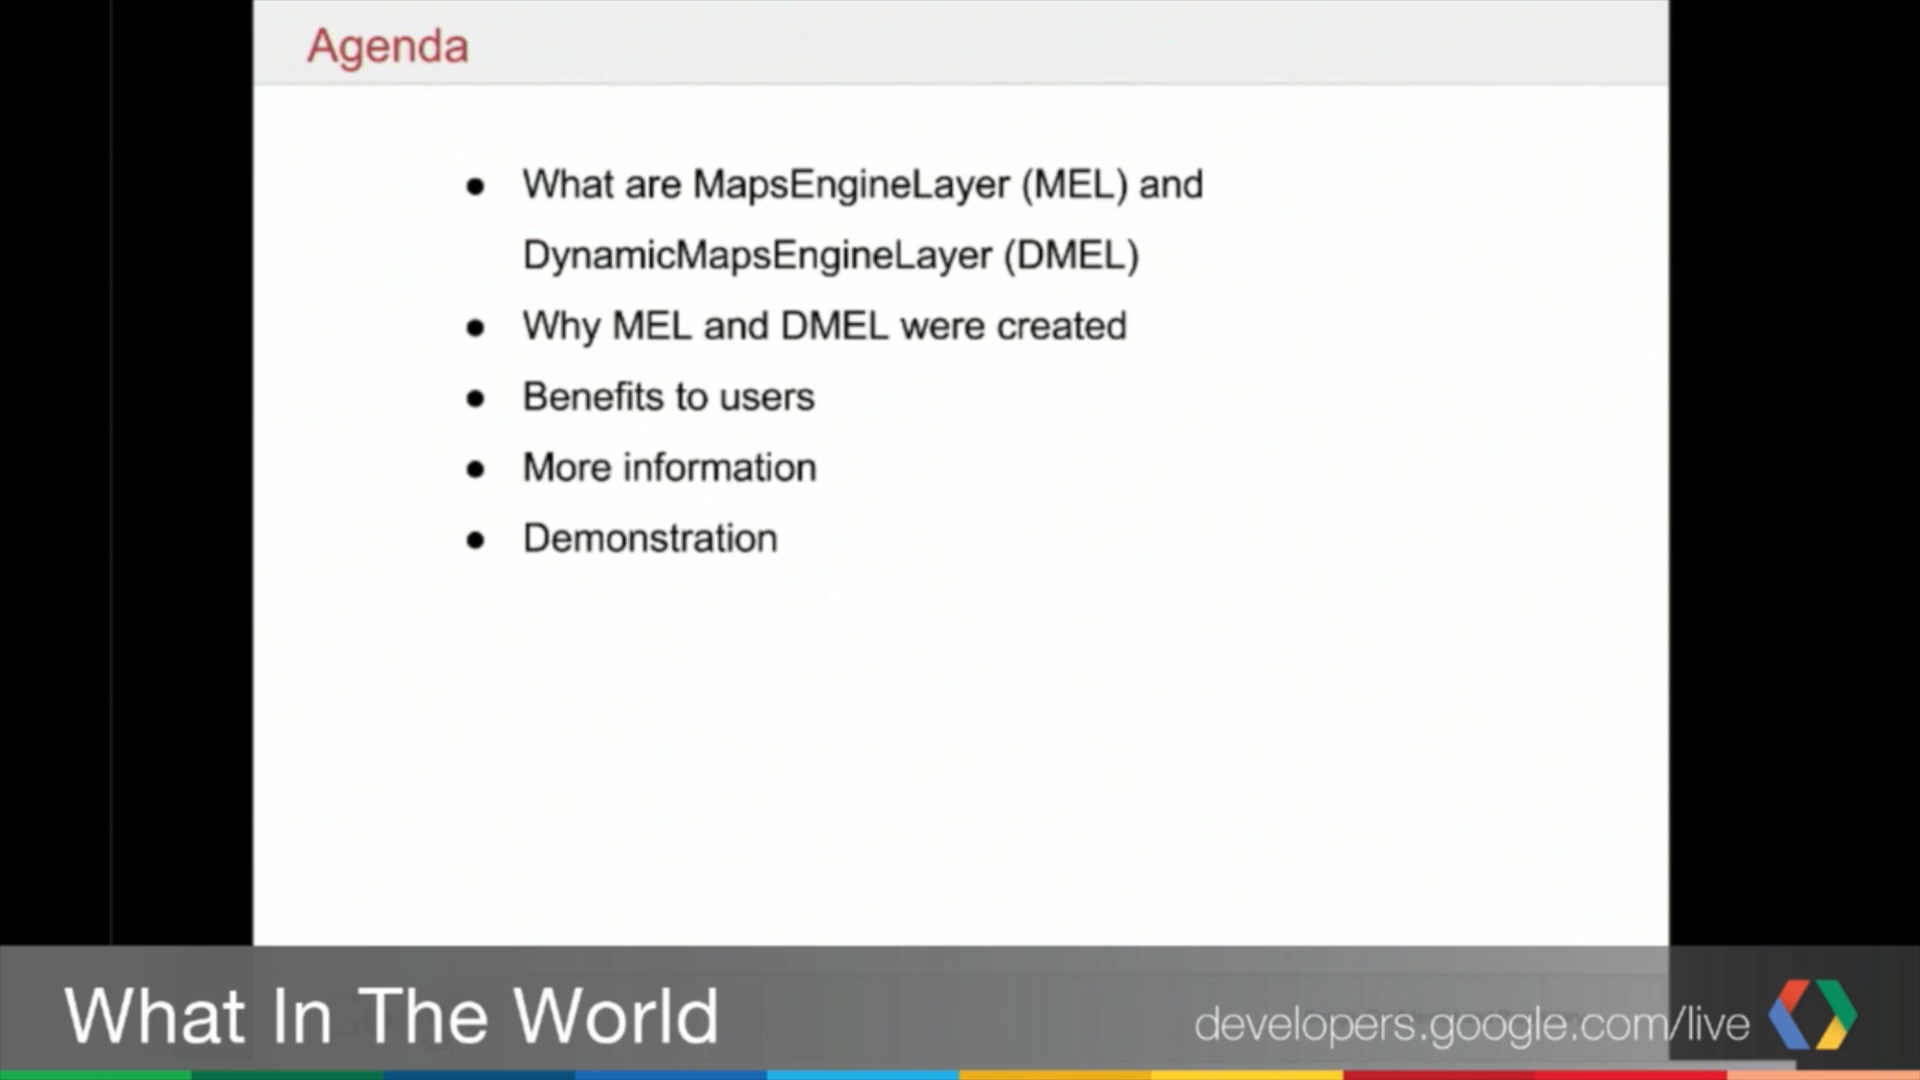 Agenda
● What are MapsEngineLayer (MEL) and
DynamicMapsEngineLayer (DMEL)
● Why MEL and DMEL were created
● Benefits to users
● More information
● Demonstration
What In The World
developers.google.com/live